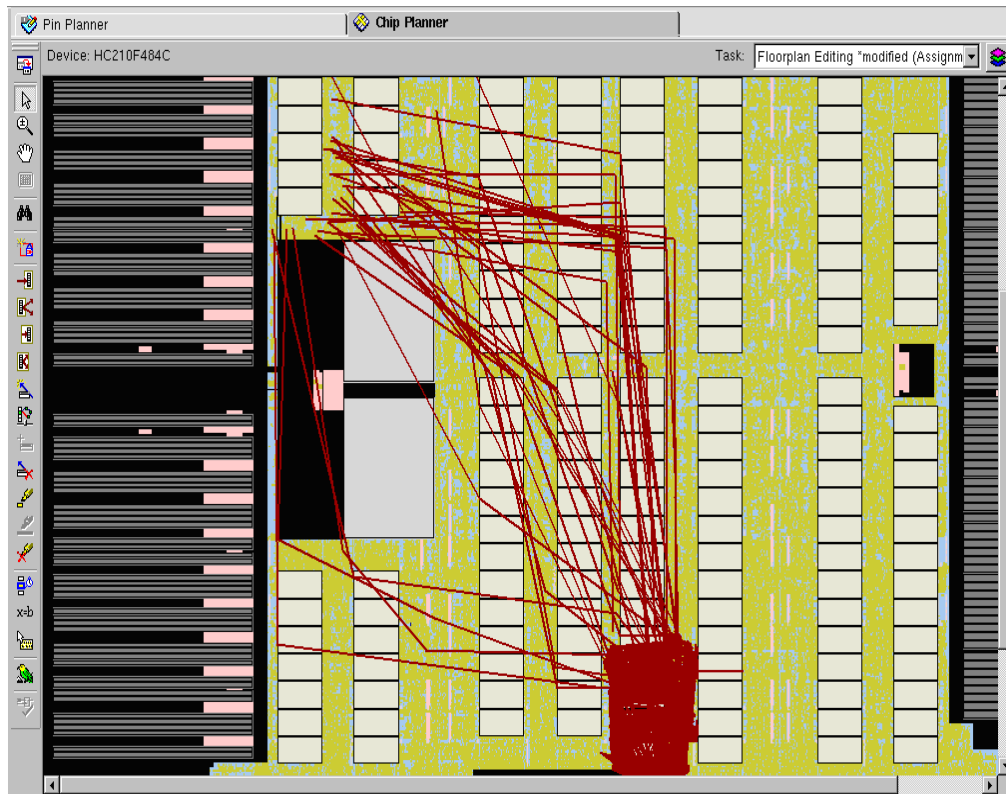 Pin Planner
Chip Planner
Device: HC210F484C
Task:
Floorplan Editing *modified (Assignm
x=b